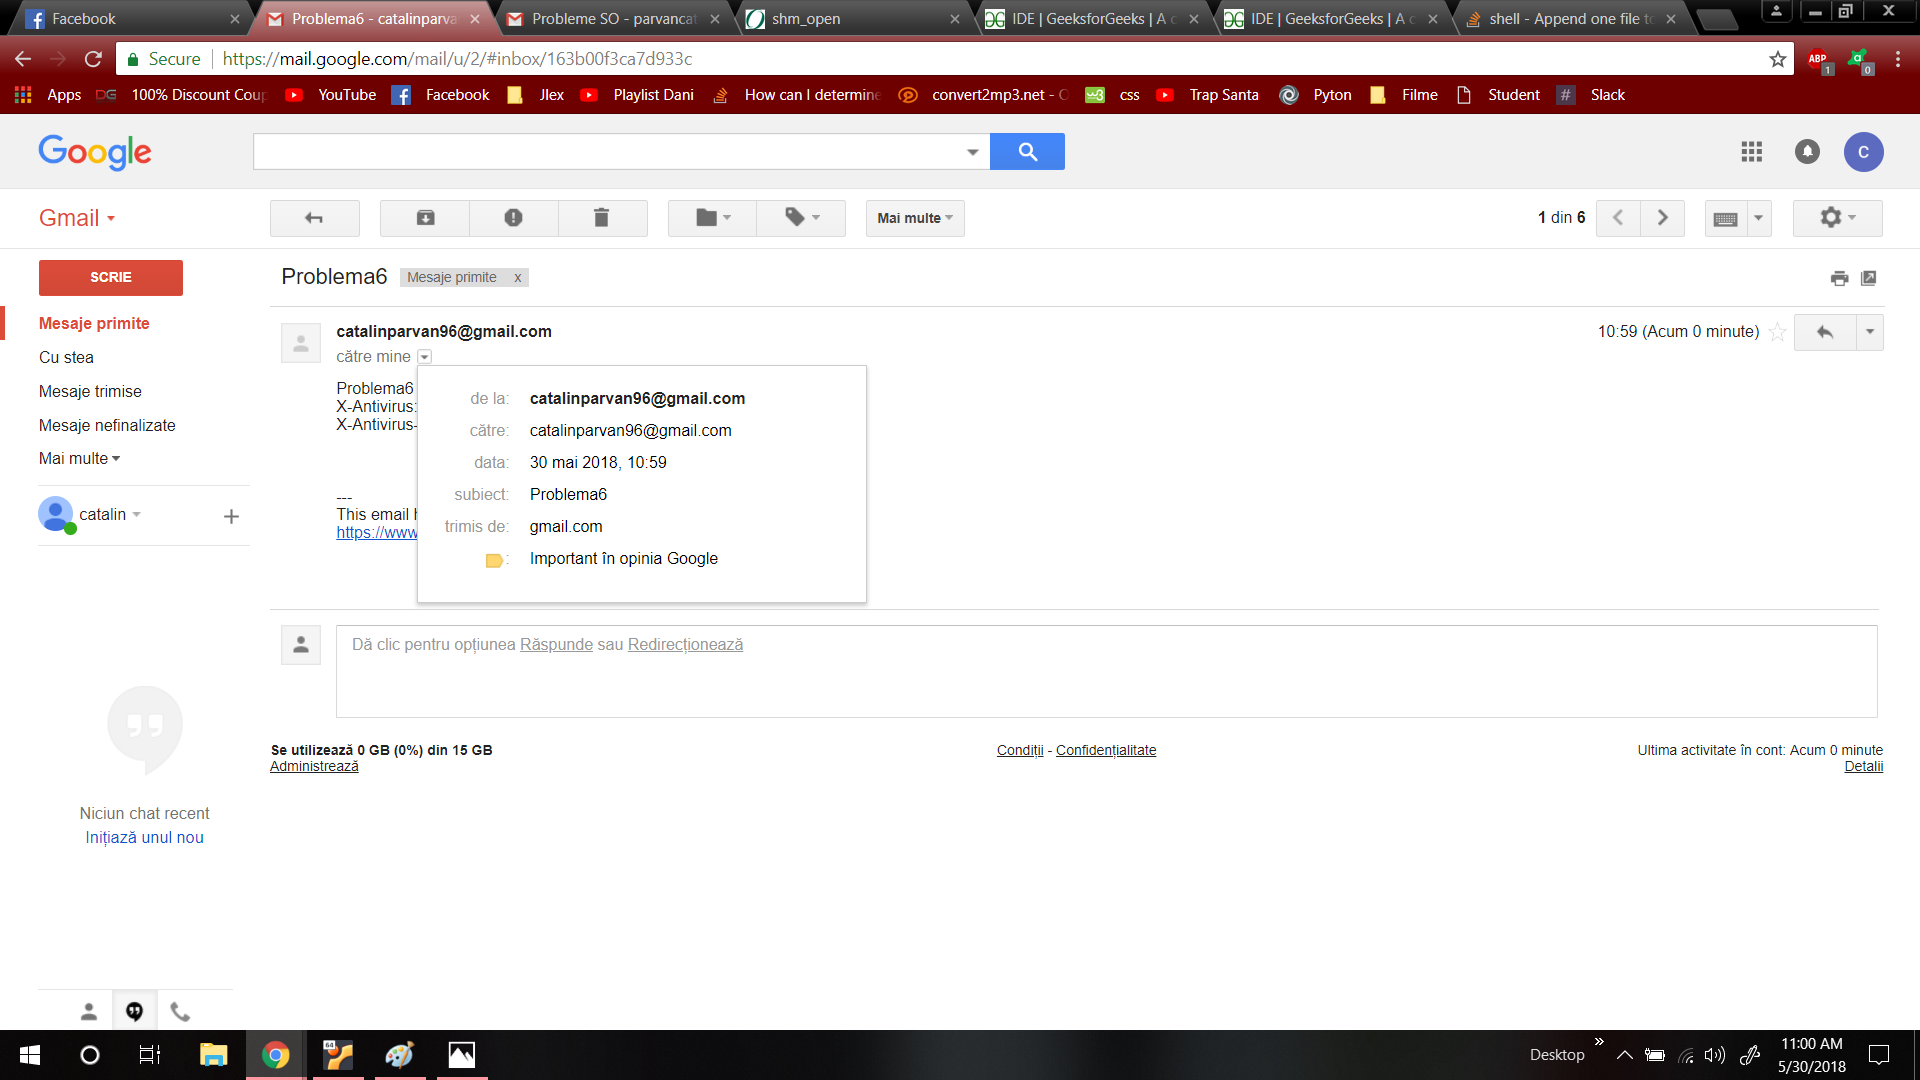 Facebook
Problema6 - catalinparva
Probleme SO - parvancat
shm_open
IDE | GeeksforGeeks | A c
IDE | GeeksforGeeks | A c
shell - Append one file to
Secure
https://mail.google.com/mail/u/2/#inbox/163b00f3ca7d933c
ABP
1
a
0
Apps
DG
100% Discount Coup
YouTube
Facebook
Jlex
Playlist Dani
How can I determine
convert2mp3.net - O
w3
css
Trap Santa
Pyton
Filme
Student
#
Slack
Google
C
Gmail
Mai multe
1 din 6
SCRIE
Problema6
Mesaje primite x
Mesaje primite
Cu stea
Mesaje trimise
Mesaje nefinalizate
Mai multe
catalin
+
catalinparvan96@gmail.com
10:59 (Acum 0 minute)
către mine
Problema6
X-Antivirus:
X-Antivirus-
---
This email h
https://www
de la: catalinparvan96@gmail.com
către: catalinparvan96@gmail.com
data: 30 mai 2018, 10:59
subiect: Problema6
trimis de: gmail.com
: Important în opinia Google
Dă clic pentru opțiunea Răspunde sau Redirecționează
Se utilizează 0 GB (0%) din 15 GB
Administrează
Condiții - Confidențialitate
Ultima activitate în cont: Acum 0 minute
Detalii
Niciun chat recent
Inițiază unul nou
64
Desktop
»
11:00 AM
5/30/2018